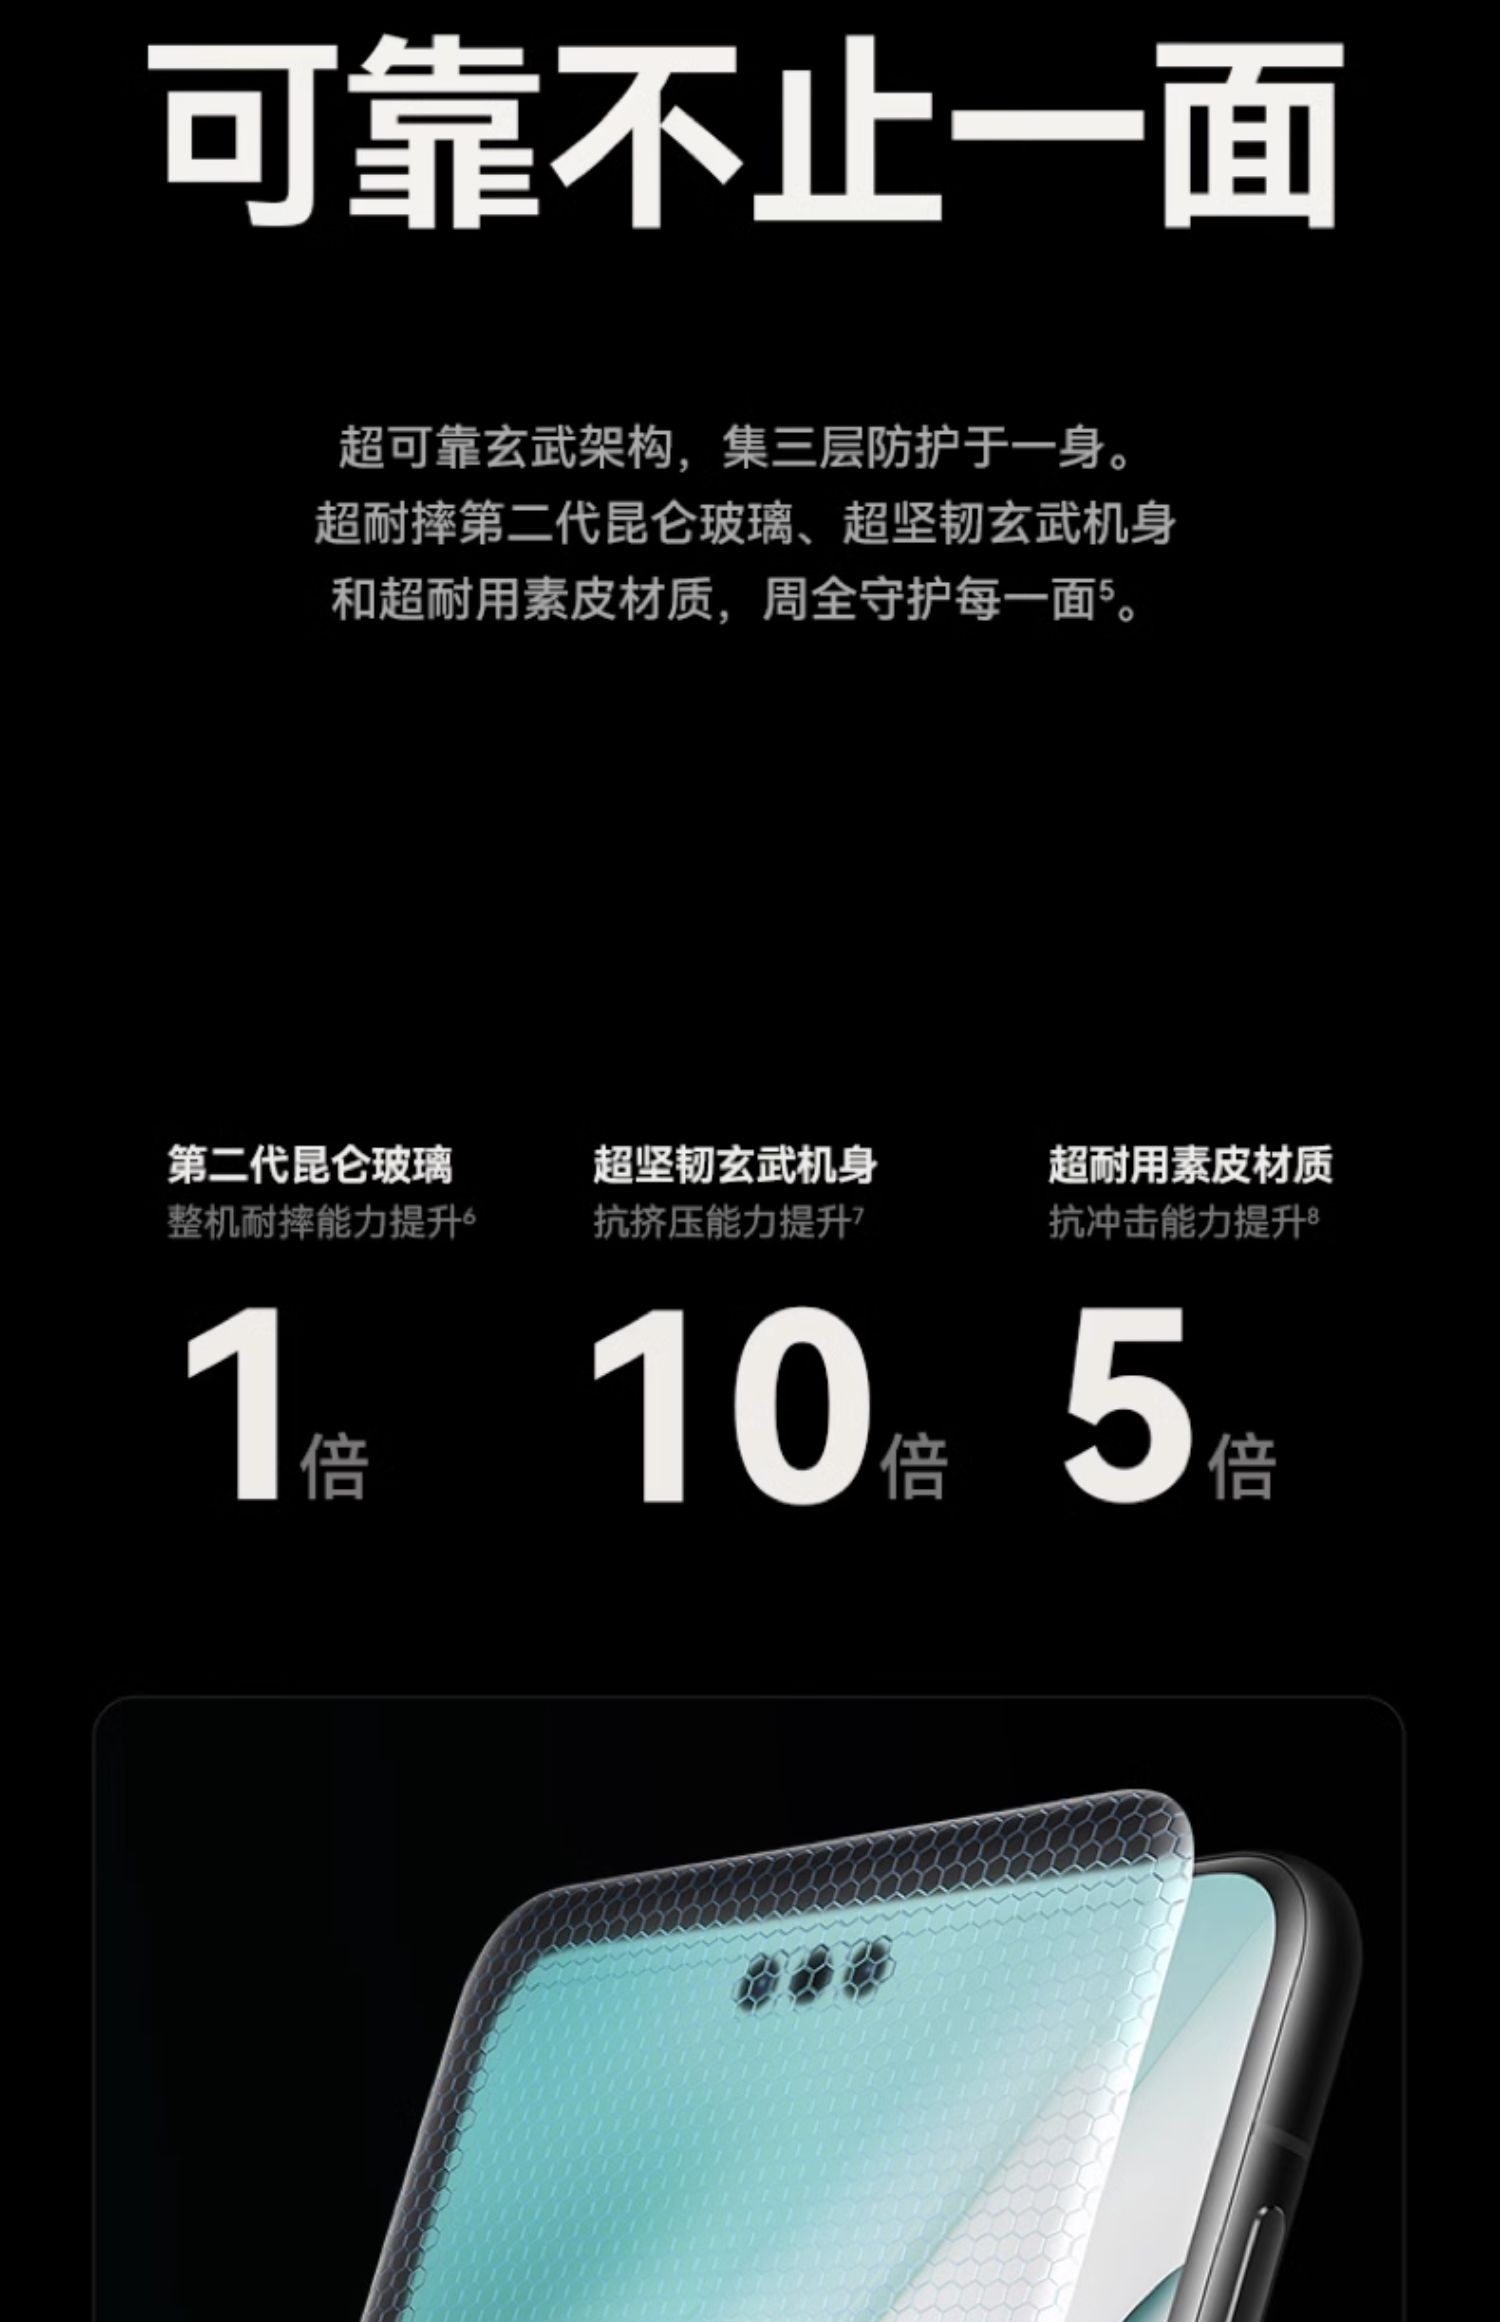 可靠不止一面
超可靠玄武架构，集三层防护于一身。
超耐摔第二代昆仑玻璃、超坚韧玄武机身
和超耐用素皮材质，周全守护每一面⁵。
第二代昆仑玻璃
整机耐摔能力提升⁶
1倍
超坚韧玄武机身
抗挤压能力提升⁷
10倍
超耐用素皮材质
抗冲击能力提升⁸
5倍